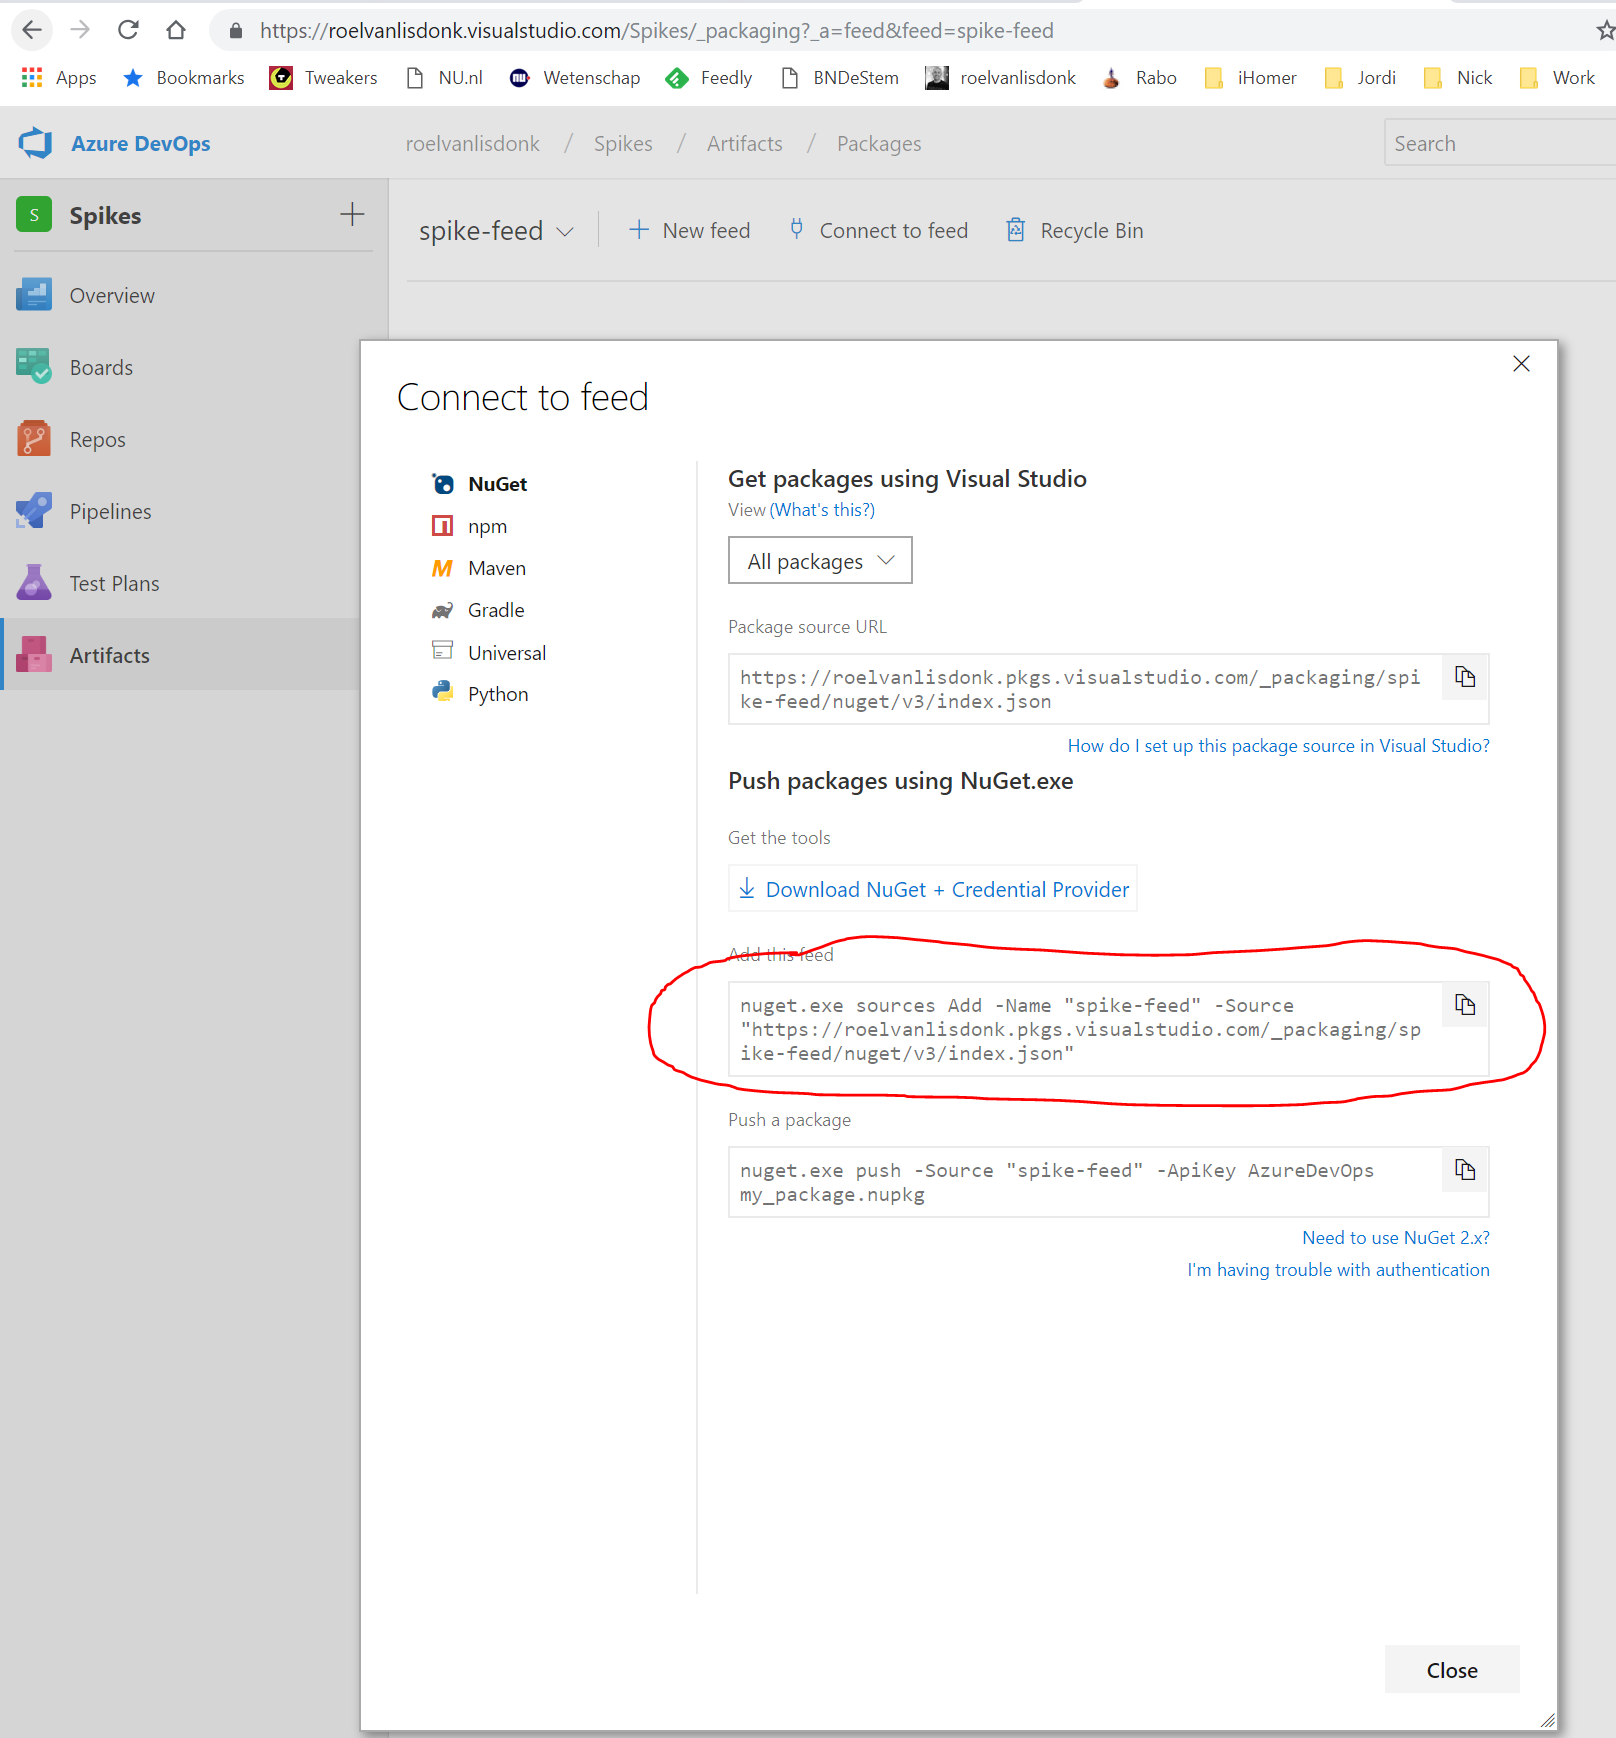 https://roelvanlisdonk.visualstudio.com/Spikes/_packaging?_a=feed&feed=spike-feed
Apps Bookmarks Tweakers NU.nl Wetenschap Feedly BNDeStem roelvanlisdonk Rabo iHomer Jordi Nick Work
Azure DevOps
roelvanlisdonk / Spikes / Artifacts / Packages
Search
S Spikes
spike-feed
New feed
Connect to feed
Recycle Bin
Overview
Boards
Repos
Pipelines
Test Plans
Artifacts
Connect to feed
NuGet
npm
Maven
Gradle
Universal
Python
Get packages using Visual Studio
View (What's this?)
All packages
Package source URL
https://roelvanlisdonk.pkgs.visualstudio.com/_packaging/spi
ke-feed/nuget/v3/index.json
How do I set up this package source in Visual Studio?
Push packages using NuGet.exe
Get the tools
Download NuGet + Credential Provider
Add this feed
nuget.exe sources Add -Name "spike-feed" -Source
"https://roelvanlisdonk.pkgs.visualstudio.com/_packaging/sp
ike-feed/nuget/v3/index.json"
Push a package
nuget.exe push -Source "spike-feed" -ApiKey AzureDevOps
my_package.nupkg
Need to use NuGet 2.x?
I'm having trouble with authentication
Close